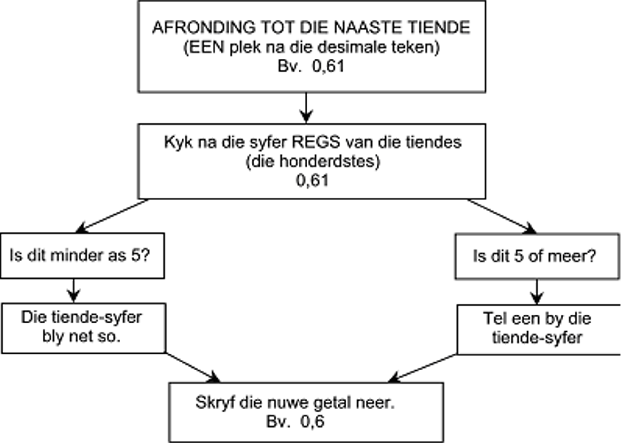 AFRONDING TOT DIE NAASTE TIENDE
(EEN plek na die desimale teken)
Bv. 0,61
Kyk na die syfer REGS van die tiendes
(die honderdstes)
0,61
Is dit minder as 5?
Is dit 5 of meer?
Die tiende-syfer
bly net so.
Tel een by die
tiende-syfer
Skryf die nuwe getal neer.
Bv. 0,6